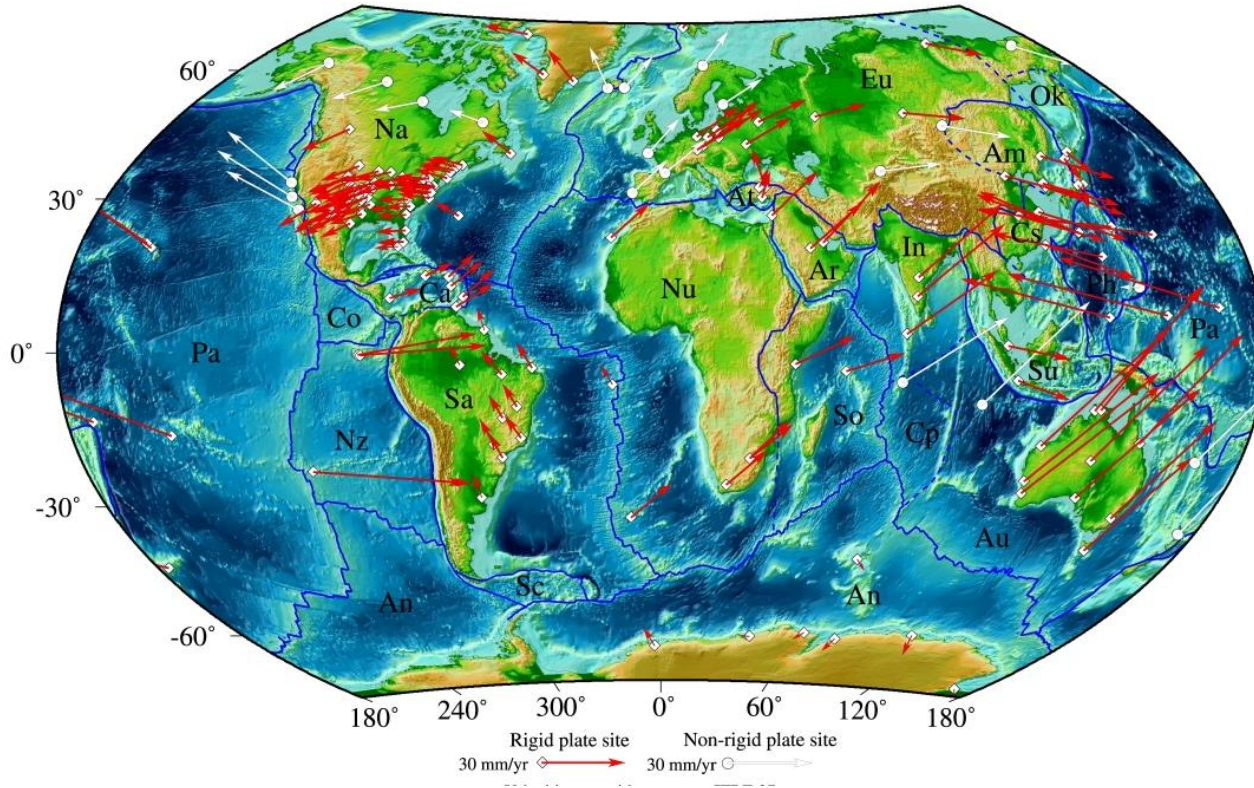 60°
30°
0°
-30°
-60°
Na
Eu
Ok
Am
At
Cs
In
Ar
Nu
Ca
Co
Ph
Pa
Pa
Su
Sa
So
Nz
Cp
Au
An
Sc
An
180° 240° 300° 0° 60° 120° 180°
Rigid plate site Non-rigid plate site
30 mm/yr 30 mm/yr